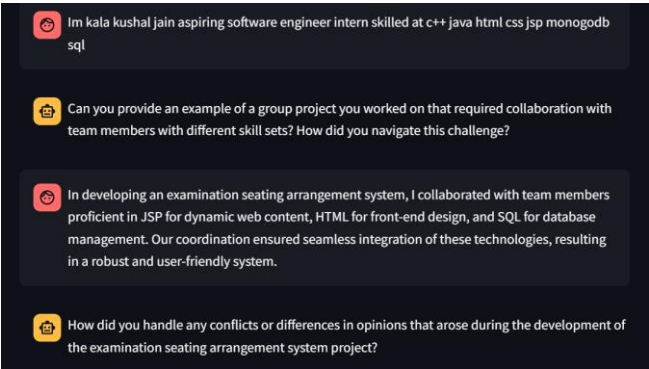 Im kala kushal jain aspiring software engineer intern skilled at c++ java html css jsp monogodb
sql
Can you provide an example of a group project you worked on that required collaboration with
team members with different skill sets? How did you navigate this challenge?
In developing an examination seating arrangement system, I collaborated with team members
proficient in JSP for dynamic web content, HTML for front-end design, and SQL for database
management. Our coordination ensured seamless integration of these technologies, resulting
in a robust and user-friendly system.
How did you handle any conflicts or differences in opinions that arose during the development of
the examination seating arrangement system project?